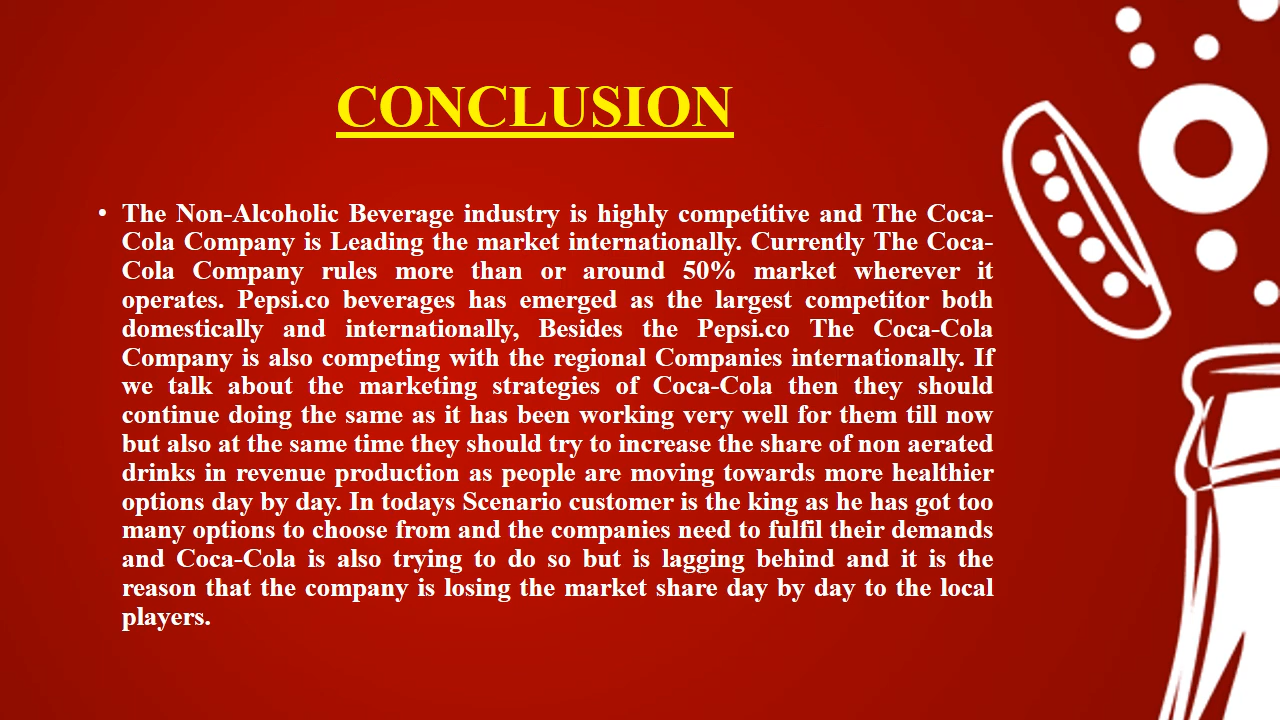 CONCLUSION
• The Non-Alcoholic Beverage industry is highly competitive and The Coca-
Cola Company is Leading the market internationally. Currently The Coca-
Cola Company rules more than or around 50% market wherever it
operates. Pepsi.co beverages has emerged as the largest competitor both
domestically and internationally, Besides the Pepsi.co The Coca-Cola
Company is also competing with the regional Companies internationally. If
we talk about the marketing strategies of Coca-Cola then they should
continue doing the same as it has been working very well for them till now
but also at the same time they should try to increase the share of non aerated
drinks in revenue production as people are moving towards more healthier
options day by day. In todays Scenario customer is the king as he has got too
many options to choose from and the companies need to fulfil their demands
and Coca-Cola is also trying to do so but is lagging behind and it is the
reason that the company is losing the market share day by day to the local
players.